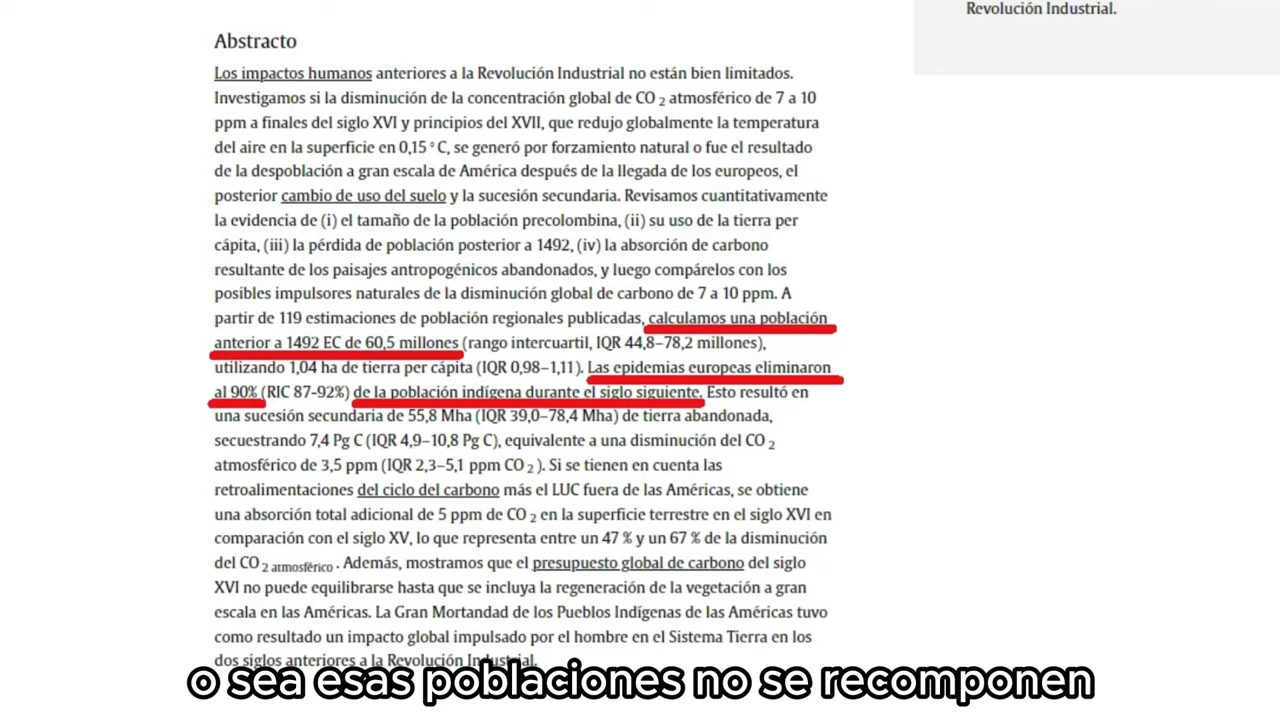 Revolución Industrial.
Abstracto
Los impactos humanos anteriores a la Revolución Industrial no están bien limitados.
Investigamos si la disminución de la concentración global de CO 2 atmosférico de 7 a 10
ppm a finales del siglo XVI y principios del XVII, que redujo globalmente la temperatura
del aire en la superficie en 0,15 ° C, se generó por forzamiento natural o fue el resultado
de la despoblación a gran escala de América después de la llegada de los europeos, el
posterior cambio de uso del suelo y la sucesión secundaria. Revisamos cuantitativamente
la evidencia de (i) el tamaño de la población precolombina, (ii) su uso de la tierra per
cápita, (iii) la pérdida de población posterior a 1492, (iv) la absorción de carbono
resultante de los paisajes antropogénicos abandonados, y luego compárelos con los
posibles impulsores naturales de la disminución global de carbono de 7 a 10 ppm. A
partir de 119 estimaciones de población regionales publicadas, calculamos una población
anterior a 1492 EC de 60,5 millones (rango intercuartil, IQR 44,8–78,2 millones),
utilizando 1,04 ha de tierra per cápita (IQR 0,98–1,11). Las epidemias europeas eliminaron
al 90% (RIC 87-92%) de la población indígena durante el siglo siguiente. Esto resultó en
una sucesión secundaria de 55,8 Mha (IQR 39,0–78,4 Mha) de tierra abandonada,
secuestrando 7,4 Pg C (IQR 4,9–10,8 Pg C), equivalente a una disminución del CO 2
atmosférico de 3,5 ppm (IQR 2,3–5,1 ppm CO 2 ). Si se tienen en cuenta las
retroalimentaciones del ciclo del carbono más el LUC fuera de las Américas, se obtiene
una absorción total adicional de 5 ppm de CO 2 en la superficie terrestre en el siglo XVI en
comparación con el siglo XV, lo que representa entre un 47 % y un 67 % de la disminución
del CO 2 atmosférico . Además, mostramos que el presupuesto global de carbono del siglo
XVI no puede equilibrarse hasta que se incluya la regeneración de la vegetación a gran
escala en las Américas. La Gran Mortandad de los Pueblos Indígenas de las Américas tuvo
como resultado un impacto global impulsado por el hombre en el Sistema Tierra en los
dos siglos anteriores a la Revolución Industrial.
o sea esas poblaciones no se recomponen